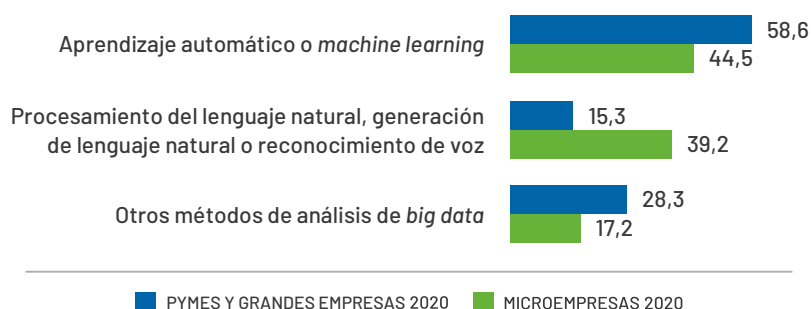 Aprendizaje automático o machine learning
58,6
44,5
Procesamiento del lenguaje natural, generación
de lenguaje natural o reconocimiento de voz
15,3
39,2
Otros métodos de análisis de big data
28,3
17,2
PYMES Y GRANDES EMPRESAS 2020 MICROEMPRESAS 2020